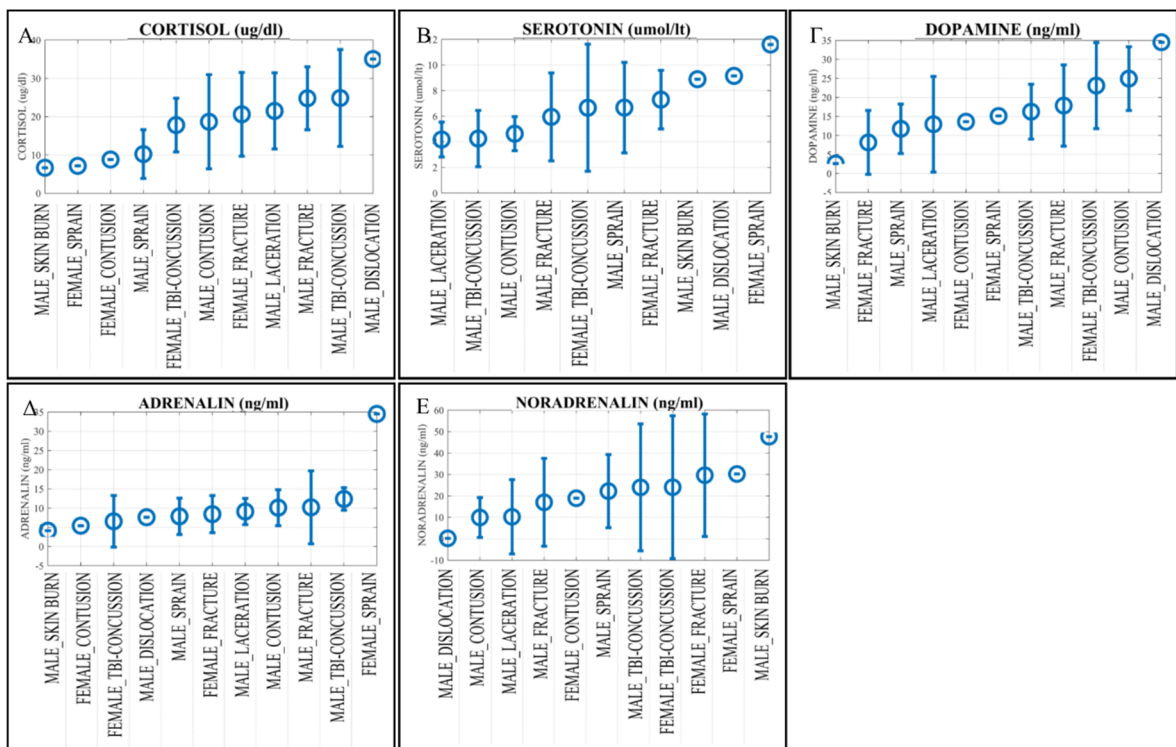 A
CORTISOL (ug/dl)
CORTISOL (ug/dl)
40
30
20
10
0
MALE_SKIN BURN
FEMALE_SPRAIN
FEMALE_CONTUSION
MALE_SPRAIN
FEMALE_TBI-CONCUSSION
MALE_CONTUSION
FEMALE_FRACTURE
MALE_LACERATION
MALE_FRACTURE
MALE_TBI-CONCUSSION
MALE_DISLOCATION
B
SEROTONIN (umol/lt)
SEROTONIN (umol/lt)
12
10
8
6
4
2
0
MALE_LACERATION
MALE_TBI-CONCUSSION
MALE_CONTUSION
MALE_FRACTURE
FEMALE_TBI-CONCUSSION
MALE_SPRAIN
FEMALE_FRACTURE
MALE_SKIN BURN
MALE_DISLOCATION
FEMALE_SPRAIN
Γ
DOPAMINE (ng/ml)
DOPAMINE (ng/ml)
35
30
25
20
15
10
5
0
-5
MALE_SKIN BURN
FEMALE_FRACTURE
MALE_SPRAIN
MALE_LACERATION
FEMALE_CONTUSION
FEMALE_SPRAIN
MALE_TBI-CONCUSSION
MALE_FRACTURE
FEMALE_TBI-CONCUSSION
MALE_CONTUSION
MALE_DISLOCATION
Δ
ADRENALIN (ng/ml)
ADRENALIN (ng/ml)
35
30
25
20
15
10
5
0
-5
MALE_SKIN BURN
FEMALE_CONTUSION
FEMALE_TBI-CONCUSSION
MALE_DISLOCATION
MALE_SPRAIN
FEMALE_FRACTURE
MALE_LACERATION
MALE_CONTUSION
MALE_FRACTURE
MALE_TBI-CONCUSSION
FEMALE_SPRAIN
E
NORADRENALIN (ng/ml)
NORADRENALIN (ng/ml)
60
50
40
30
20
10
0
-10
MALE_DISLOCATION
MALE_CONTUSION
MALE_LACERATION
MALE_FRACTURE
FEMALE_CONTUSION
MALE_SPRAIN
MALE_TBI-CONCUSSION
FEMALE_TBI-CONCUSSION
FEMALE_FRACTURE
FEMALE_SPRAIN
MALE_SKIN BURN